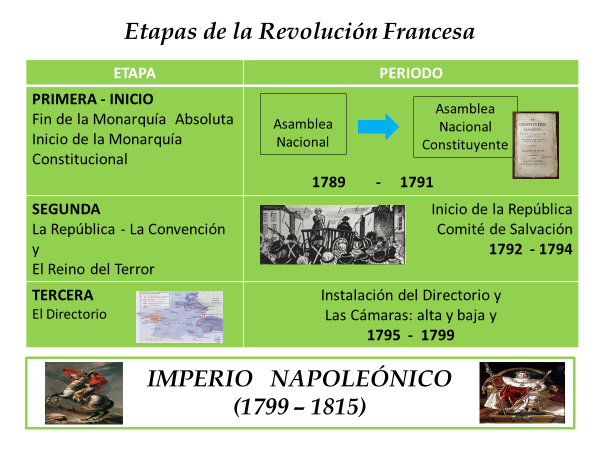 Etapas de la Revolución Francesa
ETAPA
PERIODO
PRIMERA - INICIO
Fin de la Monarquía Absoluta
Inicio de la Monarquía
Constitucional
Asamblea
Nacional
Asamblea
Nacional
Constituyente
1789 - 1791
SEGUNDA
La República - La Convención
y
El Reino del Terror
Inicio de la República
Comité de Salvación
1792 - 1794
TERCERA
El Directorio
Instalación del Directorio y
Las Cámaras: alta y baja y
1795 - 1799
IMPERIO NAPOLEÓNICO
(1799 – 1815)